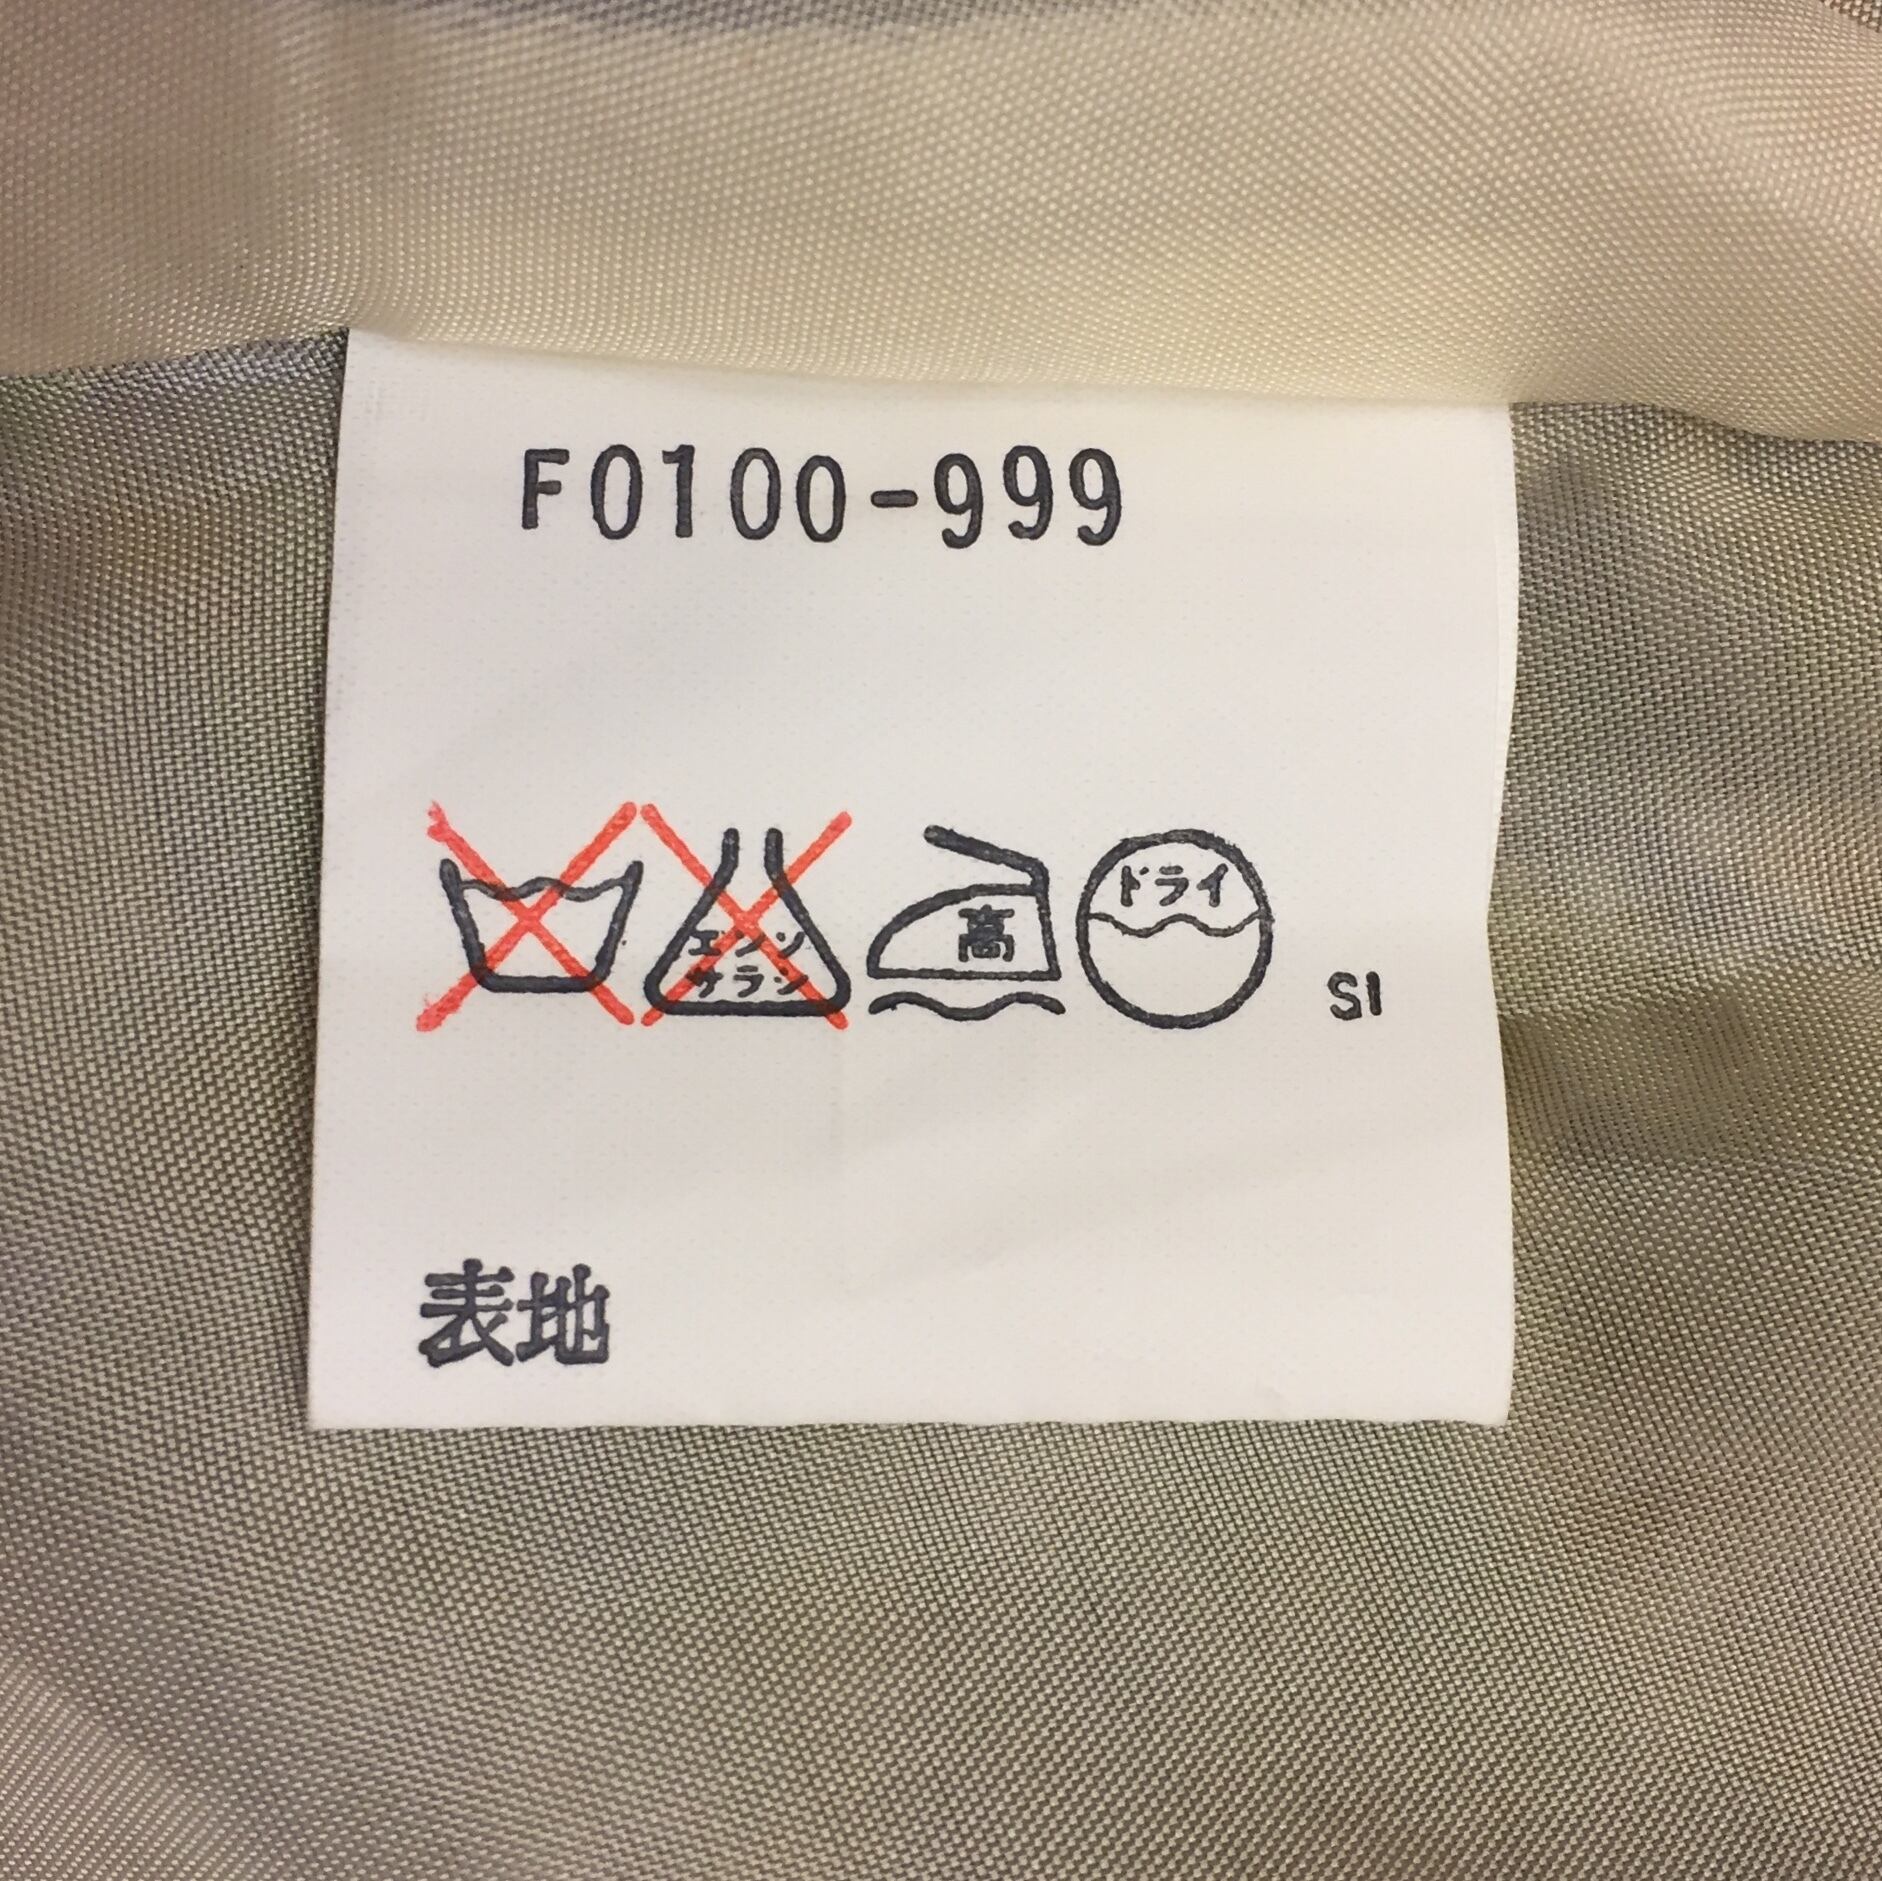 F0100-999
エンソ
サラシ
高
ドライ
SI
表地